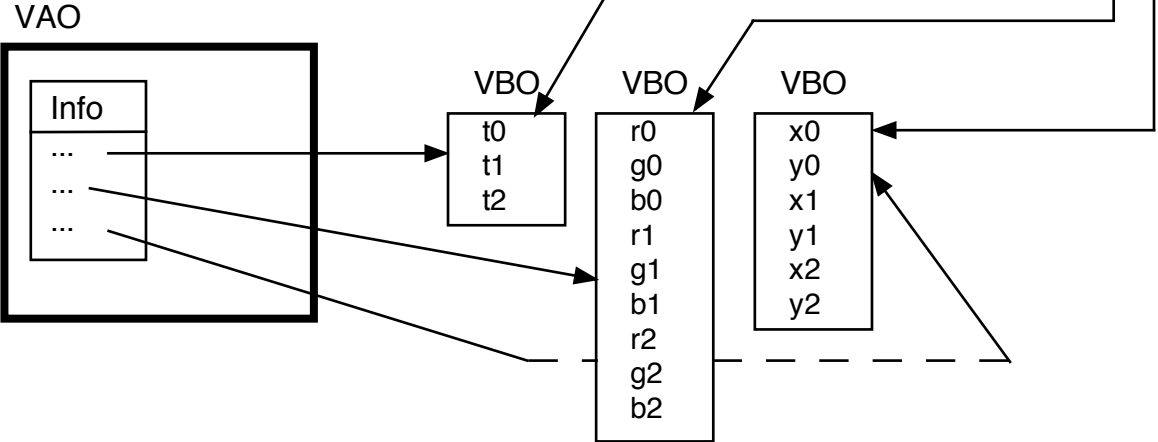 VAO
Info
...
...
...
VBO
t0
t1
t2
VBO
r0
g0
b0
r1
g1
b1
r2
g2
b2
VBO
x0
y0
x1
y1
x2
y2